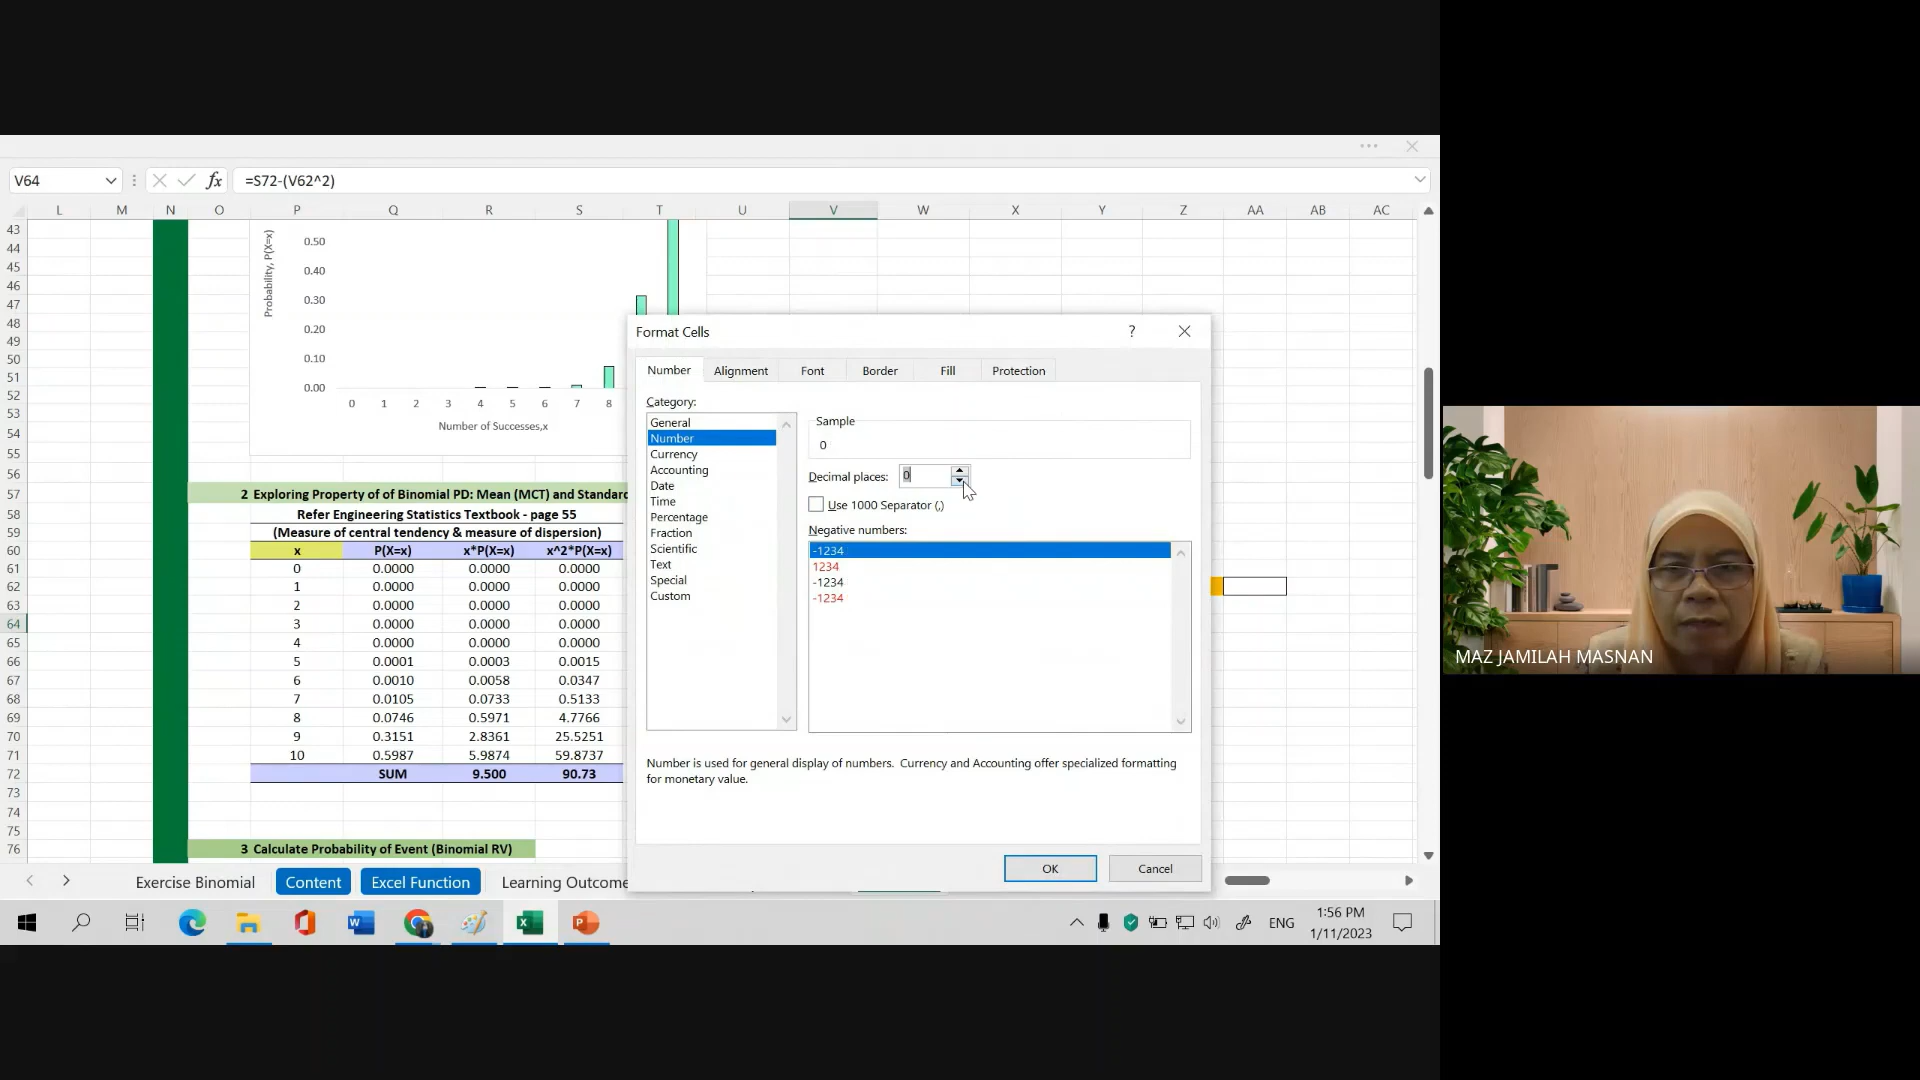 V64
fx
=S72-(V62^2)
L M N O P Q R S T U V W X Y Z AA AB AC
43
44
45
46
47
48
49
50
51
52
53
54
55
56
57
58
59
60
61
62
63
64
65
66
67
68
69
70
71
72
73
74
75
76
Probability, P(X=x)
0.50
0.40
0.30
0.20
0.10
0.00
0 1 2 3 4 5 6 7 8
Number of Successes,x
2 Exploring Property of of Binomial PD: Mean (MCT) and Standard
Refer Engineering Statistics Textbook - page 55
(Measure of central tendency & measure of dispersion)
x P(X=x) x*P(X=x) x^2*P(X=x)
0 0.0000 0.0000 0.0000
1 0.0000 0.0000 0.0000
2 0.0000 0.0000 0.0000
3 0.0000 0.0000 0.0000
4 0.0000 0.0000 0.0000
5 0.0001 0.0003 0.0015
6 0.0010 0.0058 0.0347
7 0.0105 0.0733 0.5133
8 0.0746 0.5971 4.7766
9 0.3151 2.8361 25.5251
10 0.5987 5.9874 59.8737
SUM 9.500 90.73
3 Calculate Probability of Event (Binomial RV)
Format Cells
?
Number Alignment Font Border Fill Protection
Category:
General
Number
Currency
Accounting
Date
Time
Percentage
Fraction
Scientific
Text
Special
Custom
Sample
0
Decimal places: 0
Use 1000 Separator (,)
Negative numbers:
-1234
1234
-1234
-1234
Number is used for general display of numbers. Currency and Accounting offer specialized formatting
for monetary value.
OK Cancel
Exercise Binomial Content Excel Function Learning Outcome
ENG
1:56 PM
1/11/2023
MAZ JAMILAH MASNAN